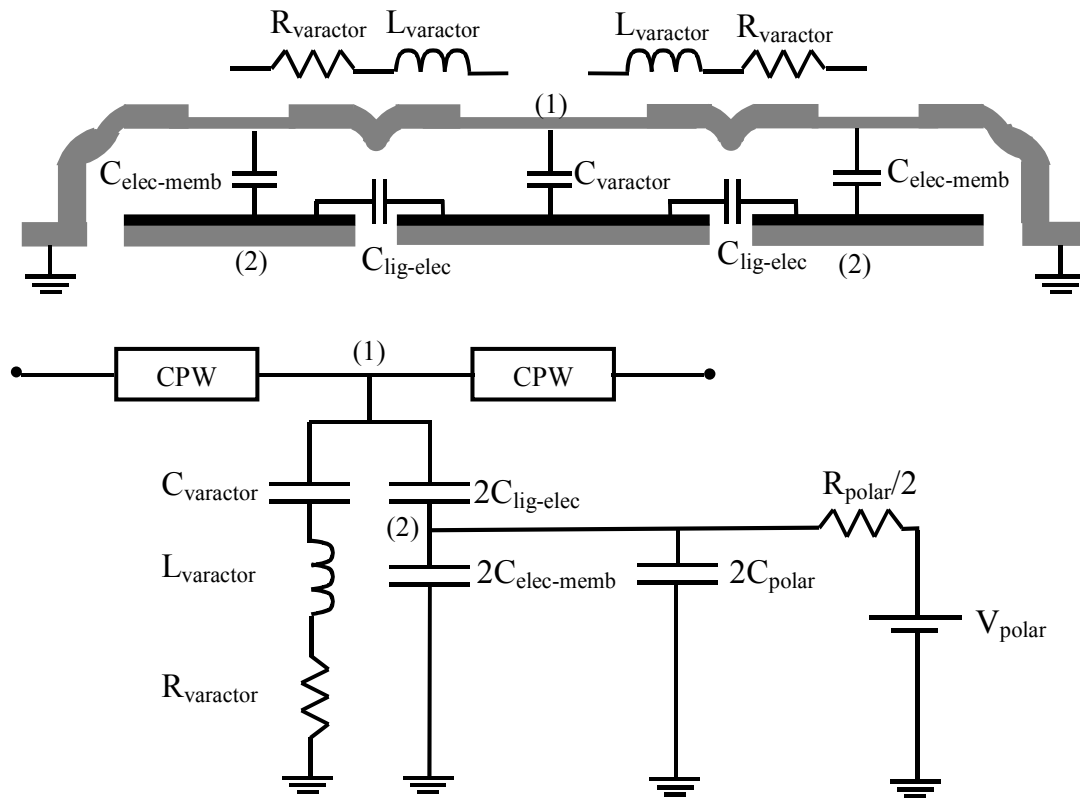 R_varactor L_varactor L_varactor R_varactor
(1)
C_elec-memb C_varactor C_elec-memb
(2) C_lig-elec C_lig-elec (2)
(1)
CPW CPW
C_varactor 2C_lig-elec R_polar/2
(2)
L_varactor 2C_elec-memb 2C_polar
V_polar
R_varactor